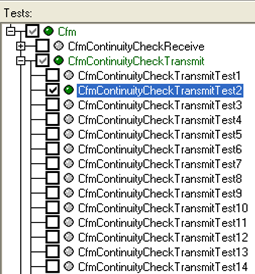 Tests:
Cfm
CfmContinuityCheckReceive
CfmContinuityCheckTransmit
CfmContinuityCheckTransmitTest1
CfmContinuityCheckTransmitTest2
CfmContinuityCheckTransmitTest3
CfmContinuityCheckTransmitTest4
CfmContinuityCheckTransmitTest5
CfmContinuityCheckTransmitTest6
CfmContinuityCheckTransmitTest7
CfmContinuityCheckTransmitTest8
CfmContinuityCheckTransmitTest9
CfmContinuityCheckTransmitTest10
CfmContinuityCheckTransmitTest11
CfmContinuityCheckTransmitTest12
CfmContinuityCheckTransmitTest13
CfmContinuityCheckTransmitTest14